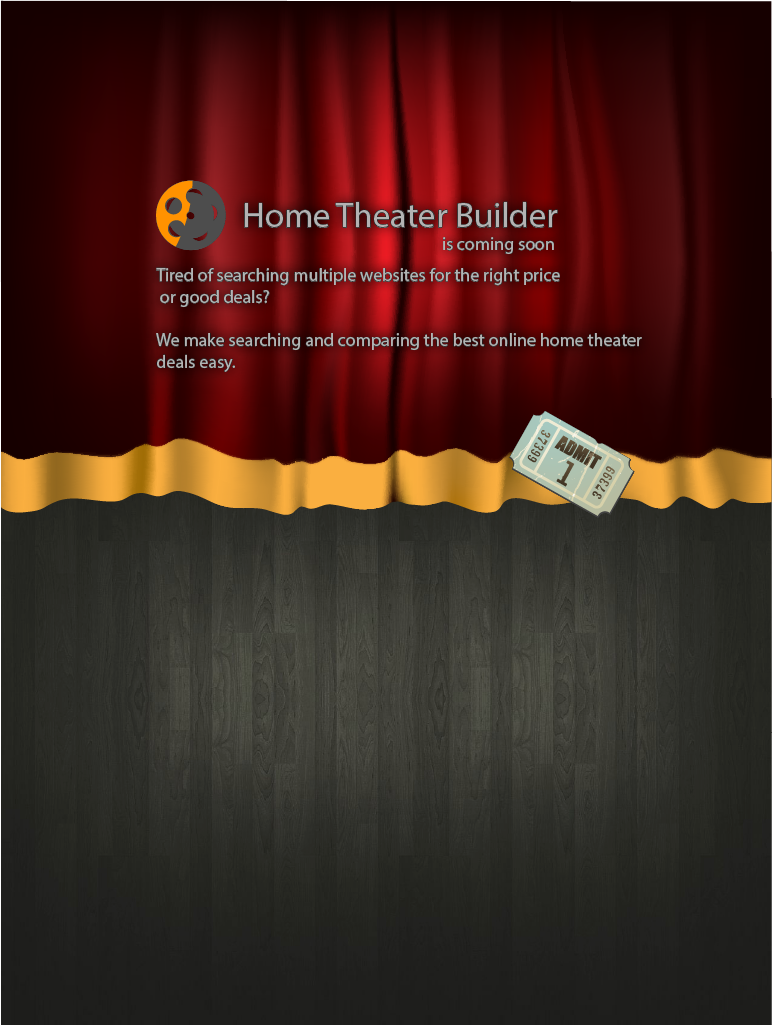 Home Theater Builder
is coming soon
Tired of searching multiple websites for the right price
or good deals?
We make searching and comparing the best online home theater
deals easy.
37399
ADMIT
1
37399